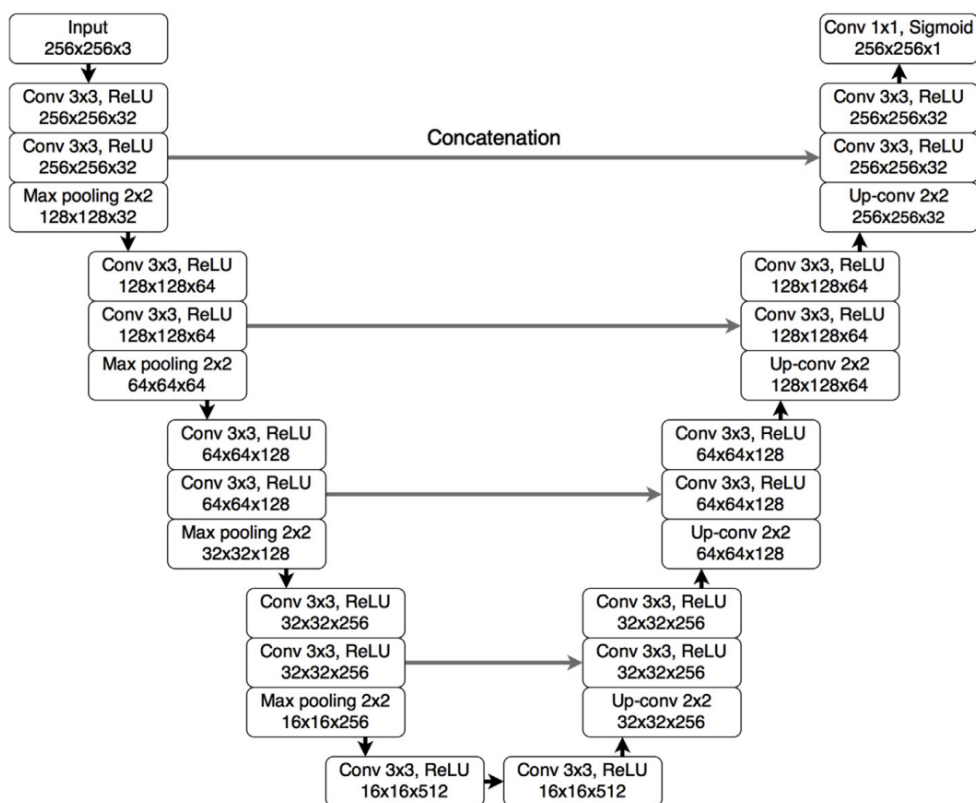 Input
256x256x3
Conv 3x3, ReLU
256x256x32
Conv 3x3, ReLU
256x256x32
Max pooling 2x2
128x128x32
Conv 3x3, ReLU
128x128x64
Conv 3x3, ReLU
128x128x64
Max pooling 2x2
64x64x64
Conv 3x3, ReLU
64x64x128
Conv 3x3, ReLU
64x64x128
Max pooling 2x2
32x32x128
Conv 3x3, ReLU
32x32x256
Conv 3x3, ReLU
32x32x256
Max pooling 2x2
16x16x256
Conv 3x3, ReLU
16x16x512
Conv 3x3, ReLU
16x16x512
Concatenation
Conv 1x1, Sigmoid
256x256x1
Conv 3x3, ReLU
256x256x32
Conv 3x3, ReLU
256x256x32
Up-conv 2x2
256x256x32
Conv 3x3, ReLU
128x128x64
Conv 3x3, ReLU
128x128x64
Up-conv 2x2
128x128x64
Conv 3x3, ReLU
64x64x128
Conv 3x3, ReLU
64x64x128
Up-conv 2x2
64x64x128
Conv 3x3, ReLU
32x32x256
Conv 3x3, ReLU
32x32x256
Up-conv 2x2
32x32x256